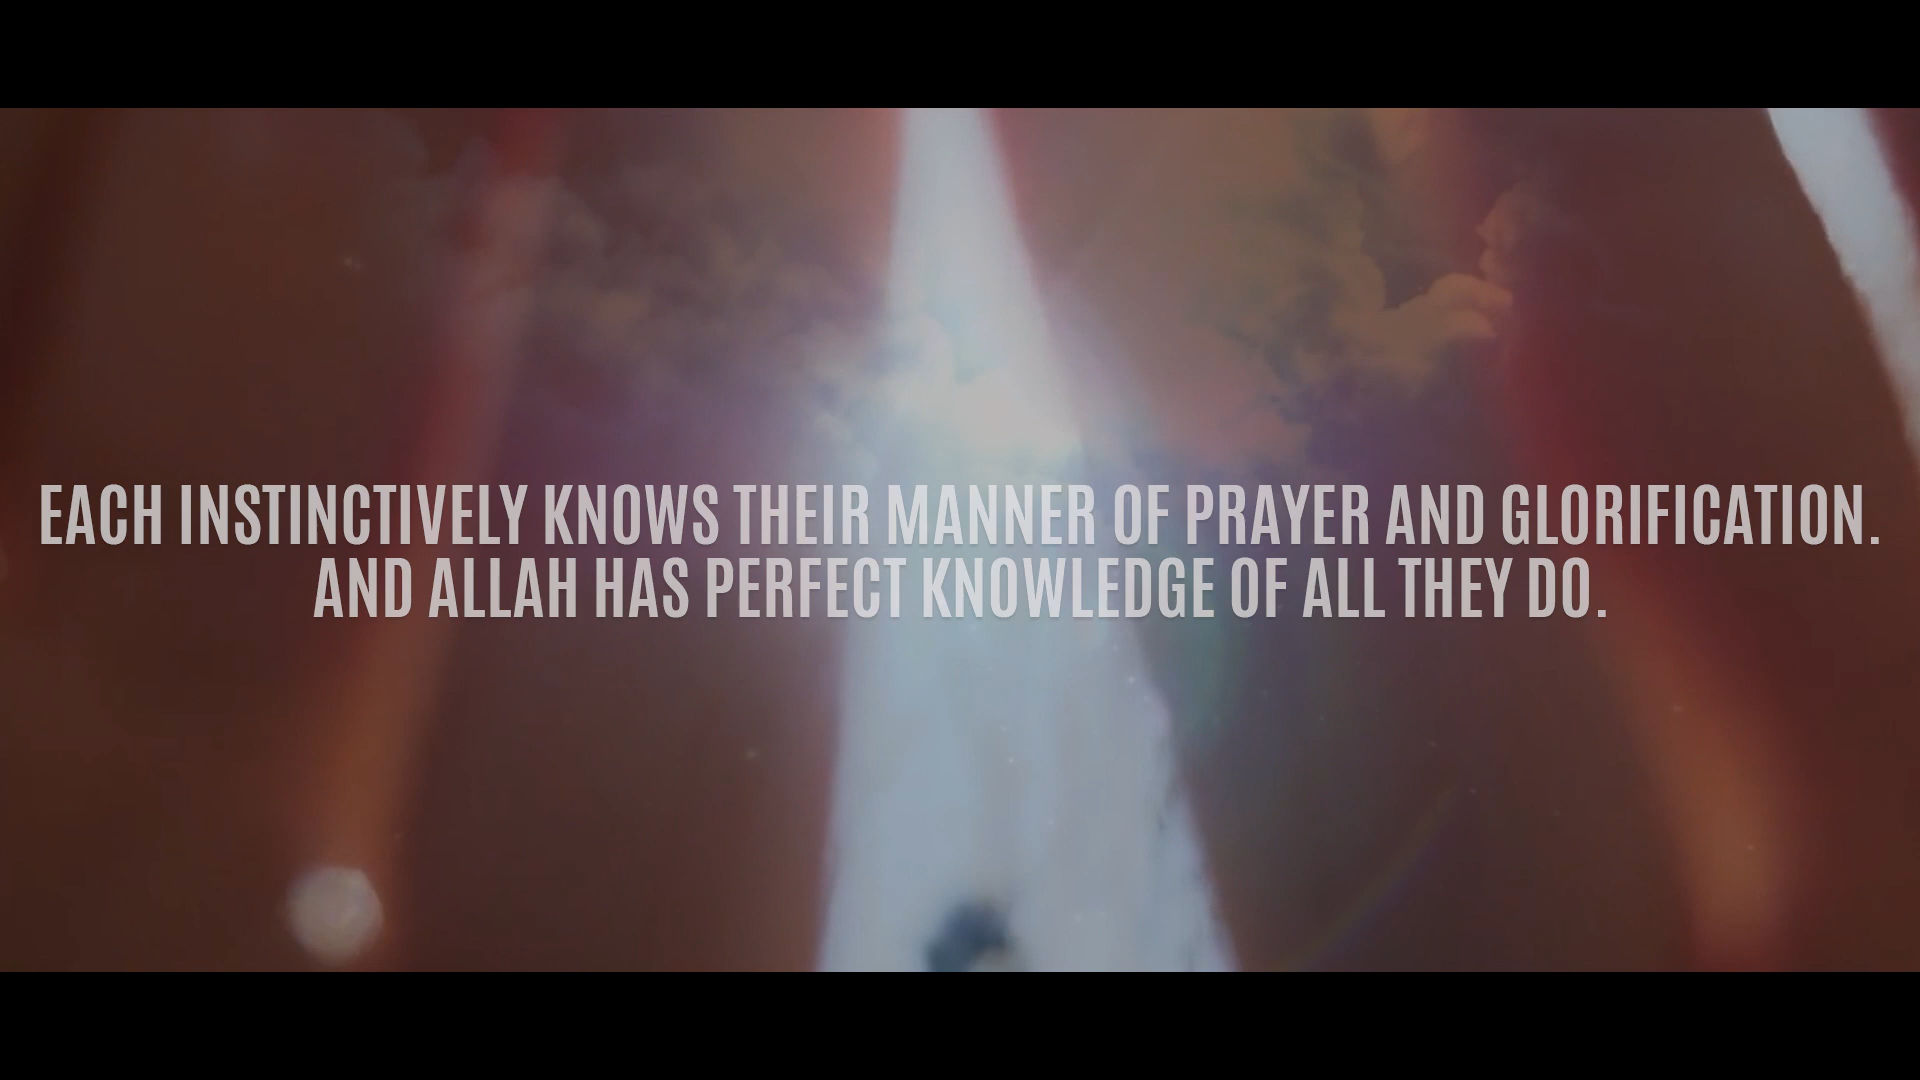 EACH INSTINCTIVELY KNOWS THEIR MANNER OF PRAYER AND GLORIFICATION.
AND ALLAH HAS PERFECT KNOWLEDGE OF ALL THEY DO.